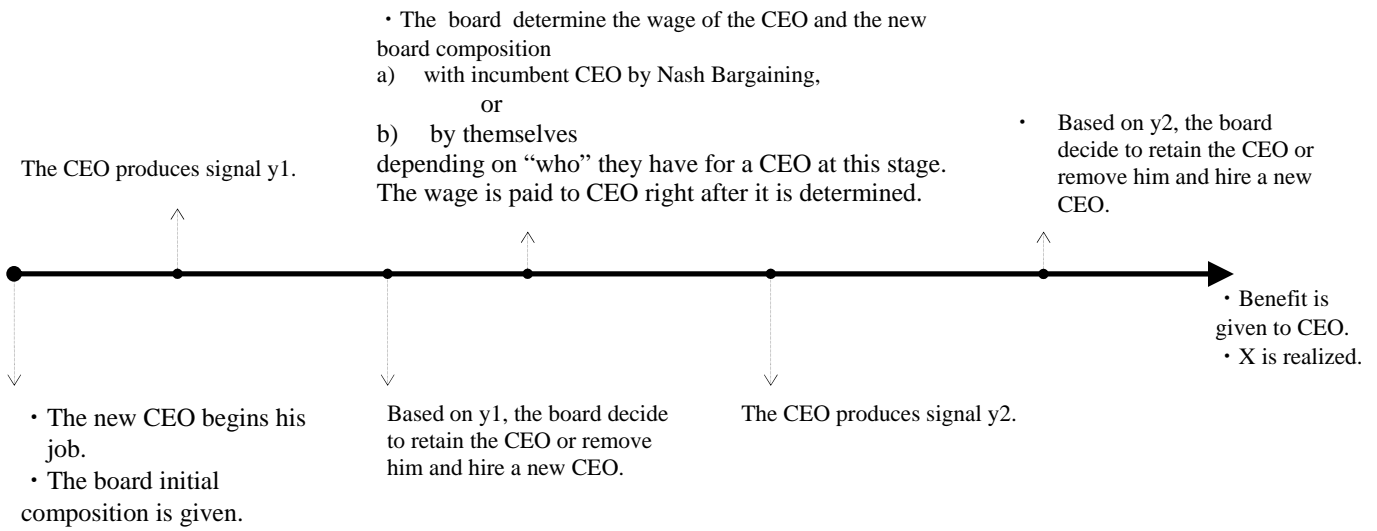 ・The board determine the wage of the CEO and the new
board composition
a) with incumbent CEO by Nash Bargaining,
or
b) by themselves
depending on “who” they have for a CEO at this stage.
The wage is paid to CEO right after it is determined.
The CEO produces signal y1.
・ Based on y2, the board
decide to retain the CEO or
remove him and hire a new
CEO.
・Benefit is
given to CEO.
・X is realized.
・The new CEO begins his
job.
・The board initial
composition is given.
Based on y1, the board decide
to retain the CEO or remove
him and hire a new CEO.
The CEO produces signal y2.